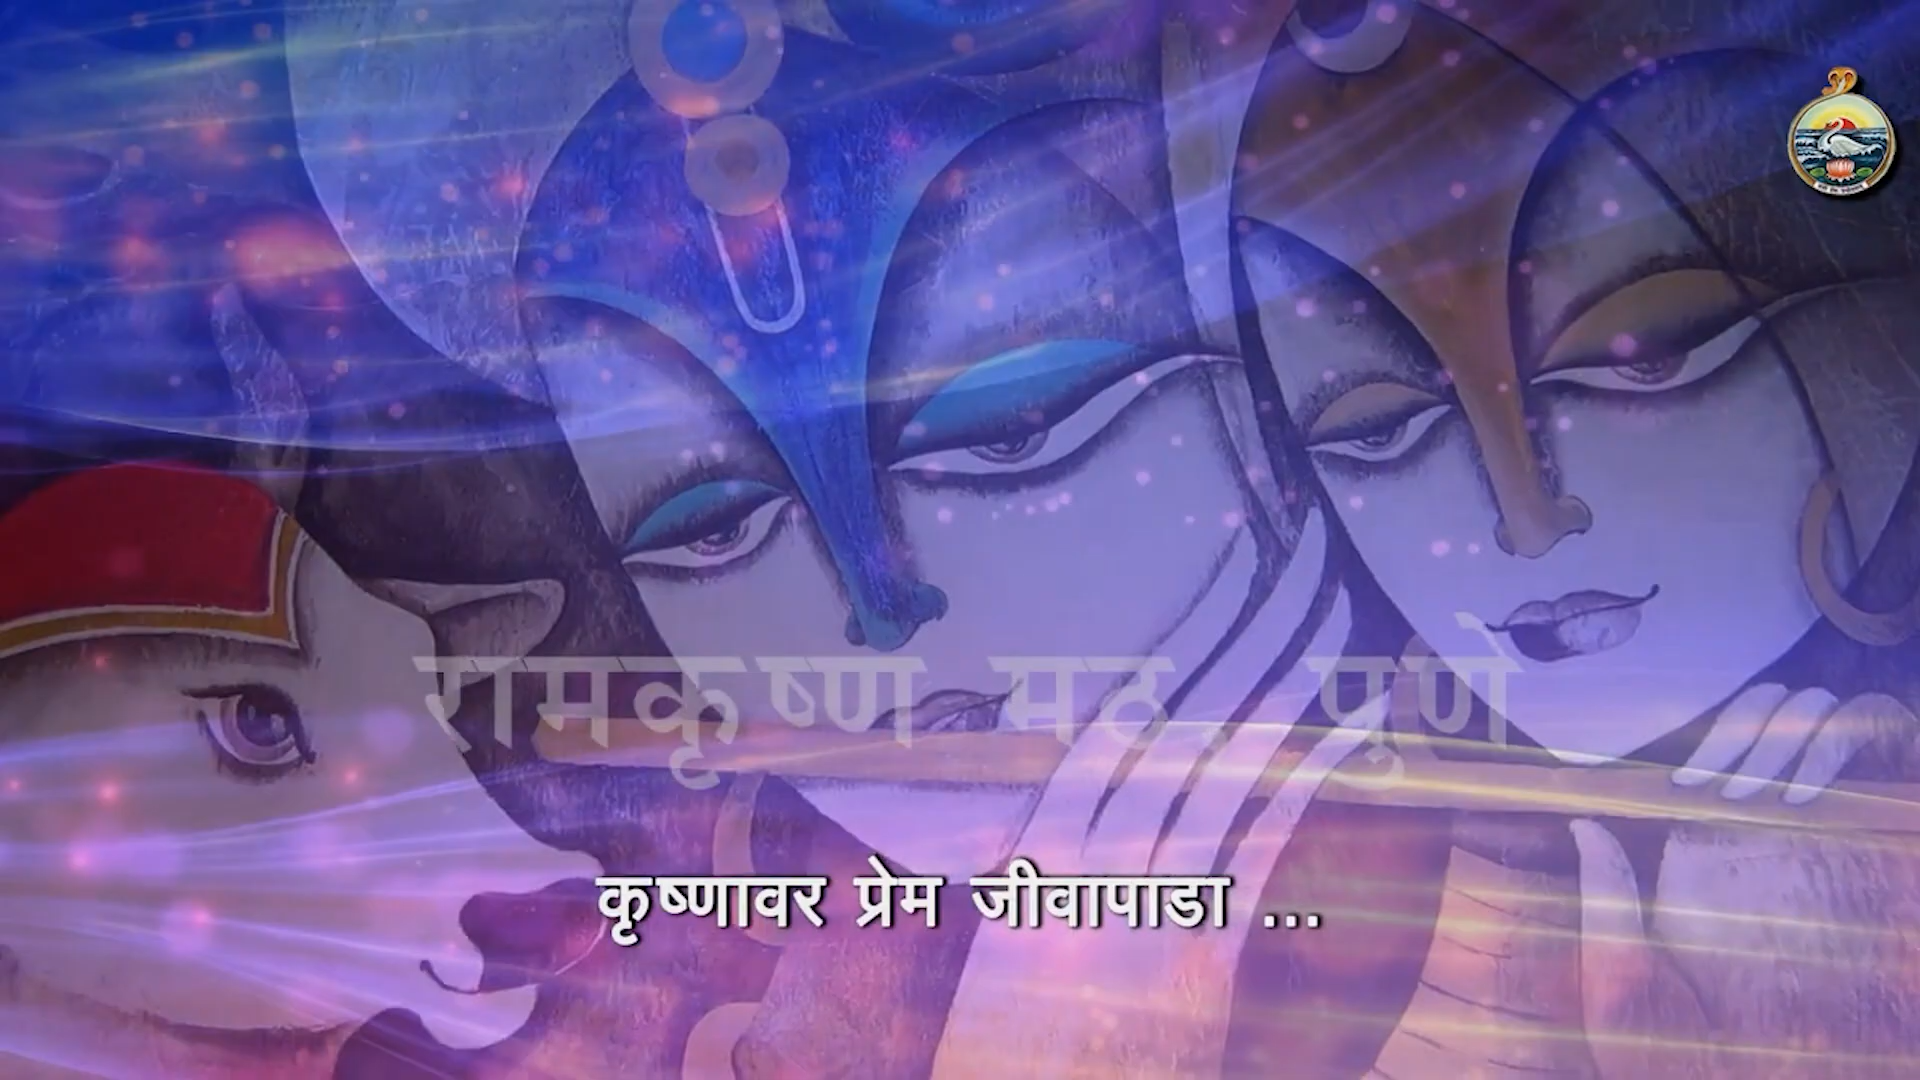 रामकृष्ण मठ, पुणे
कृष्णावर प्रेम जीवापाडा ...